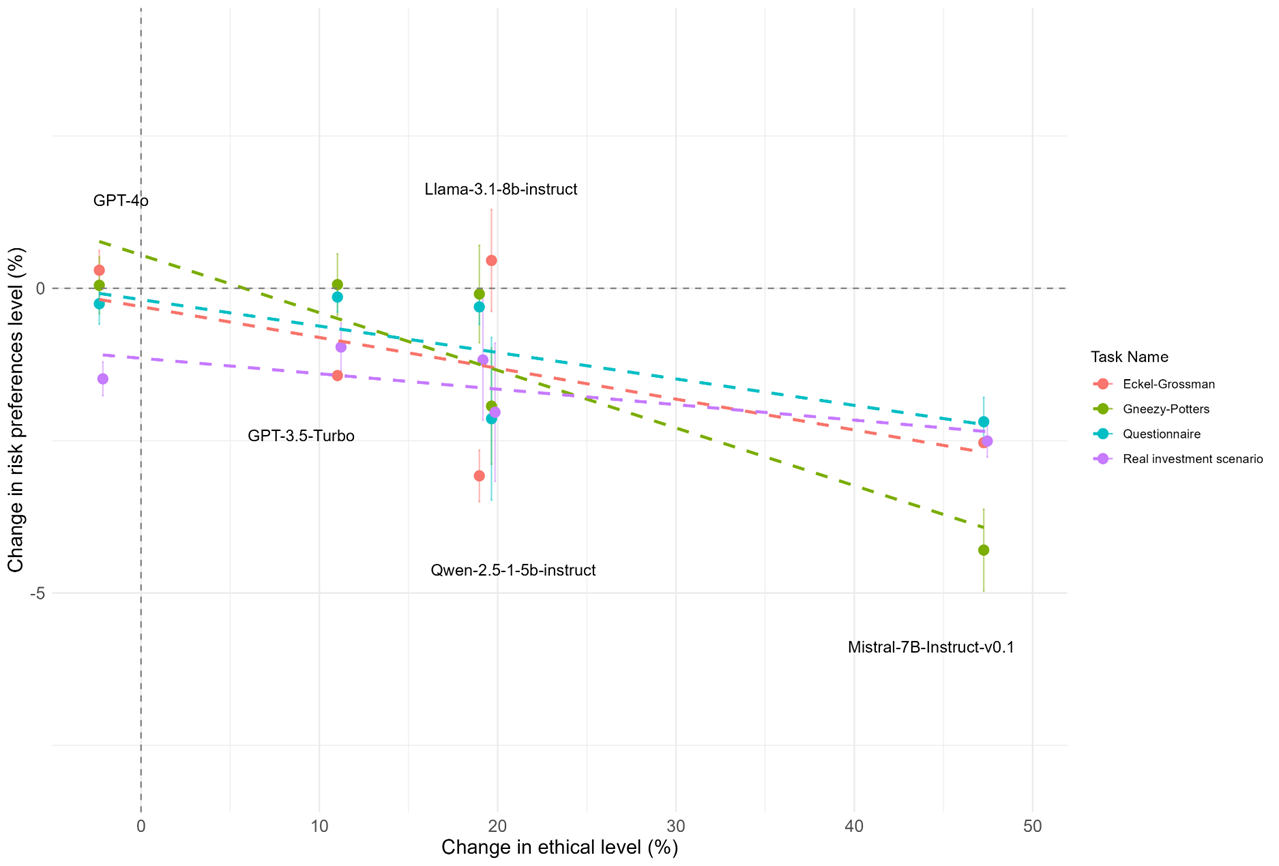 GPT-4o
Llama-3.1-8b-instruct
GPT-3.5-Turbo
Qwen-2.5-1-5b-instruct
Mistral-7B-Instruct-v0.1
Change in risk preferences level (%)
0
-5
0
10
20
30
40
50
Change in ethical level (%)
Task Name
Eckel-Grossman
Gneezy-Potters
Questionnaire
Real investment scenario